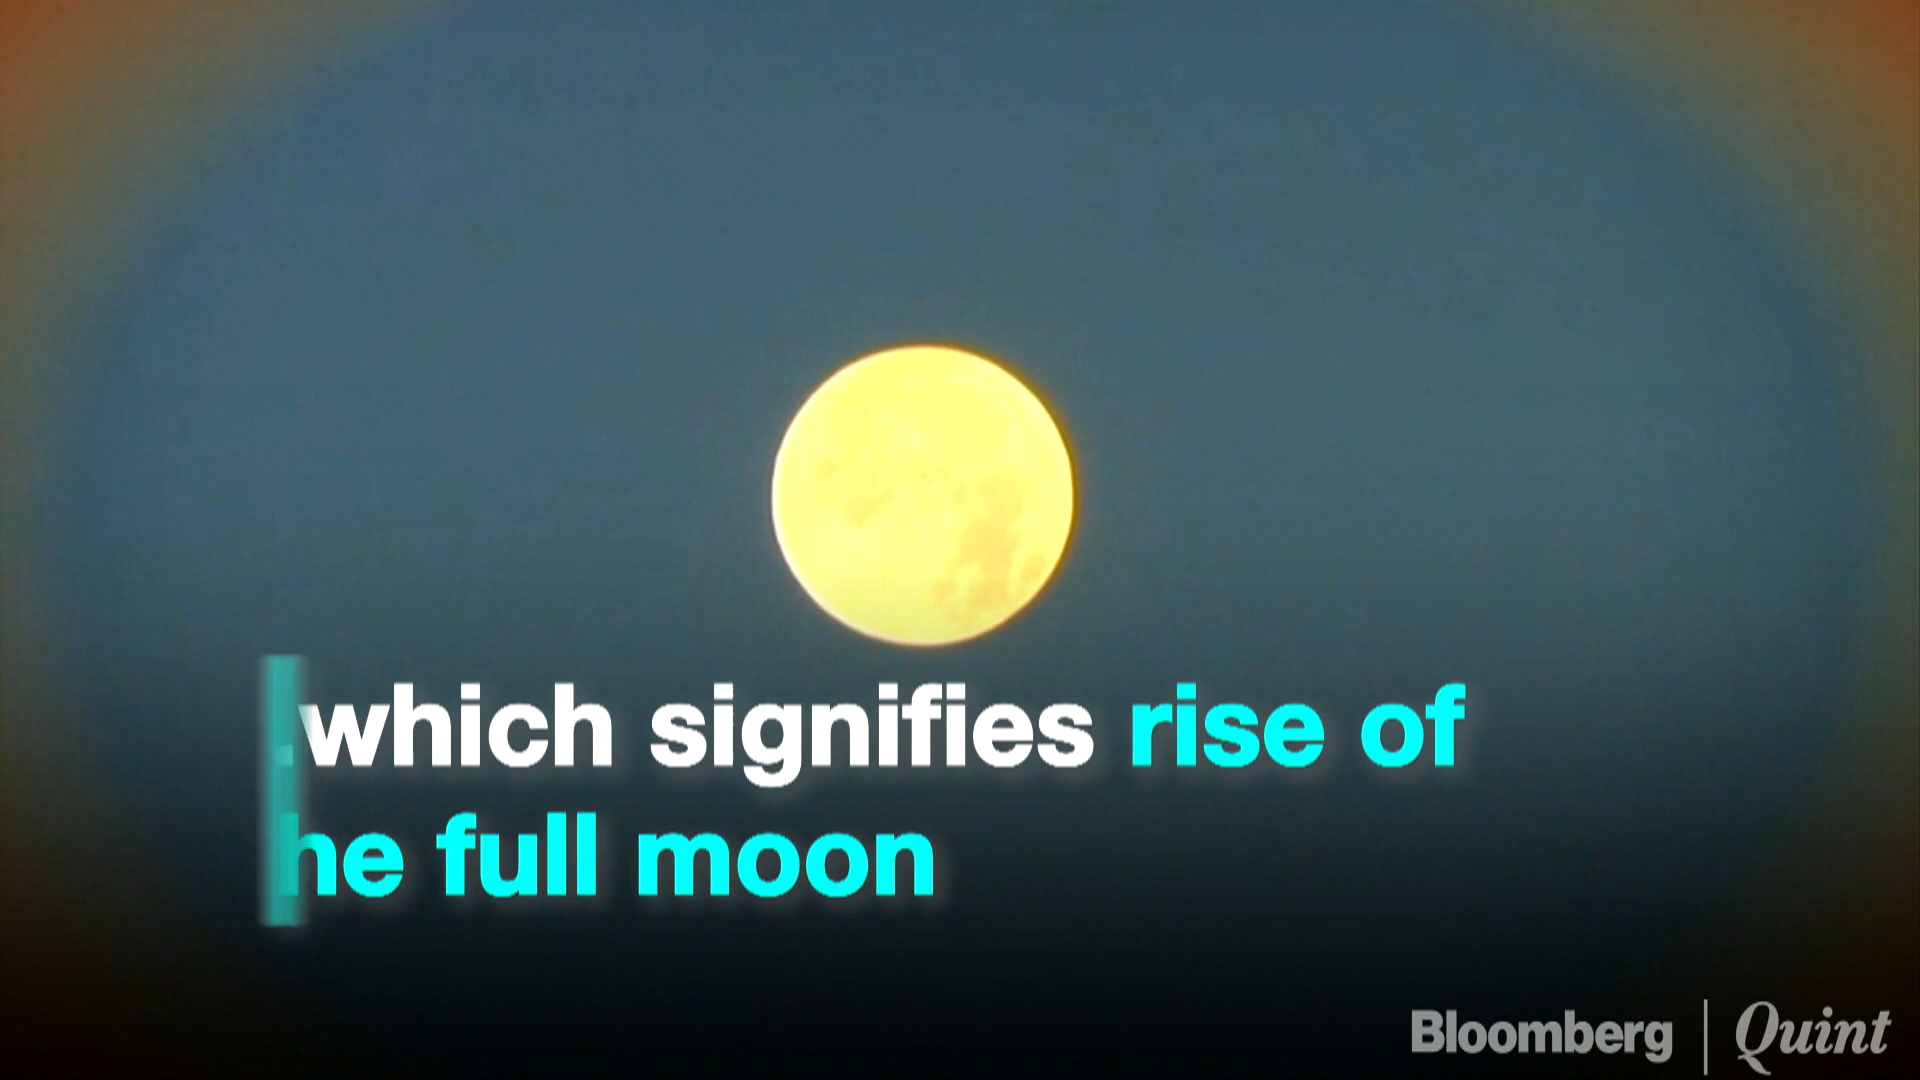 which signifies rise of
he full moon
Bloomberg | Quint